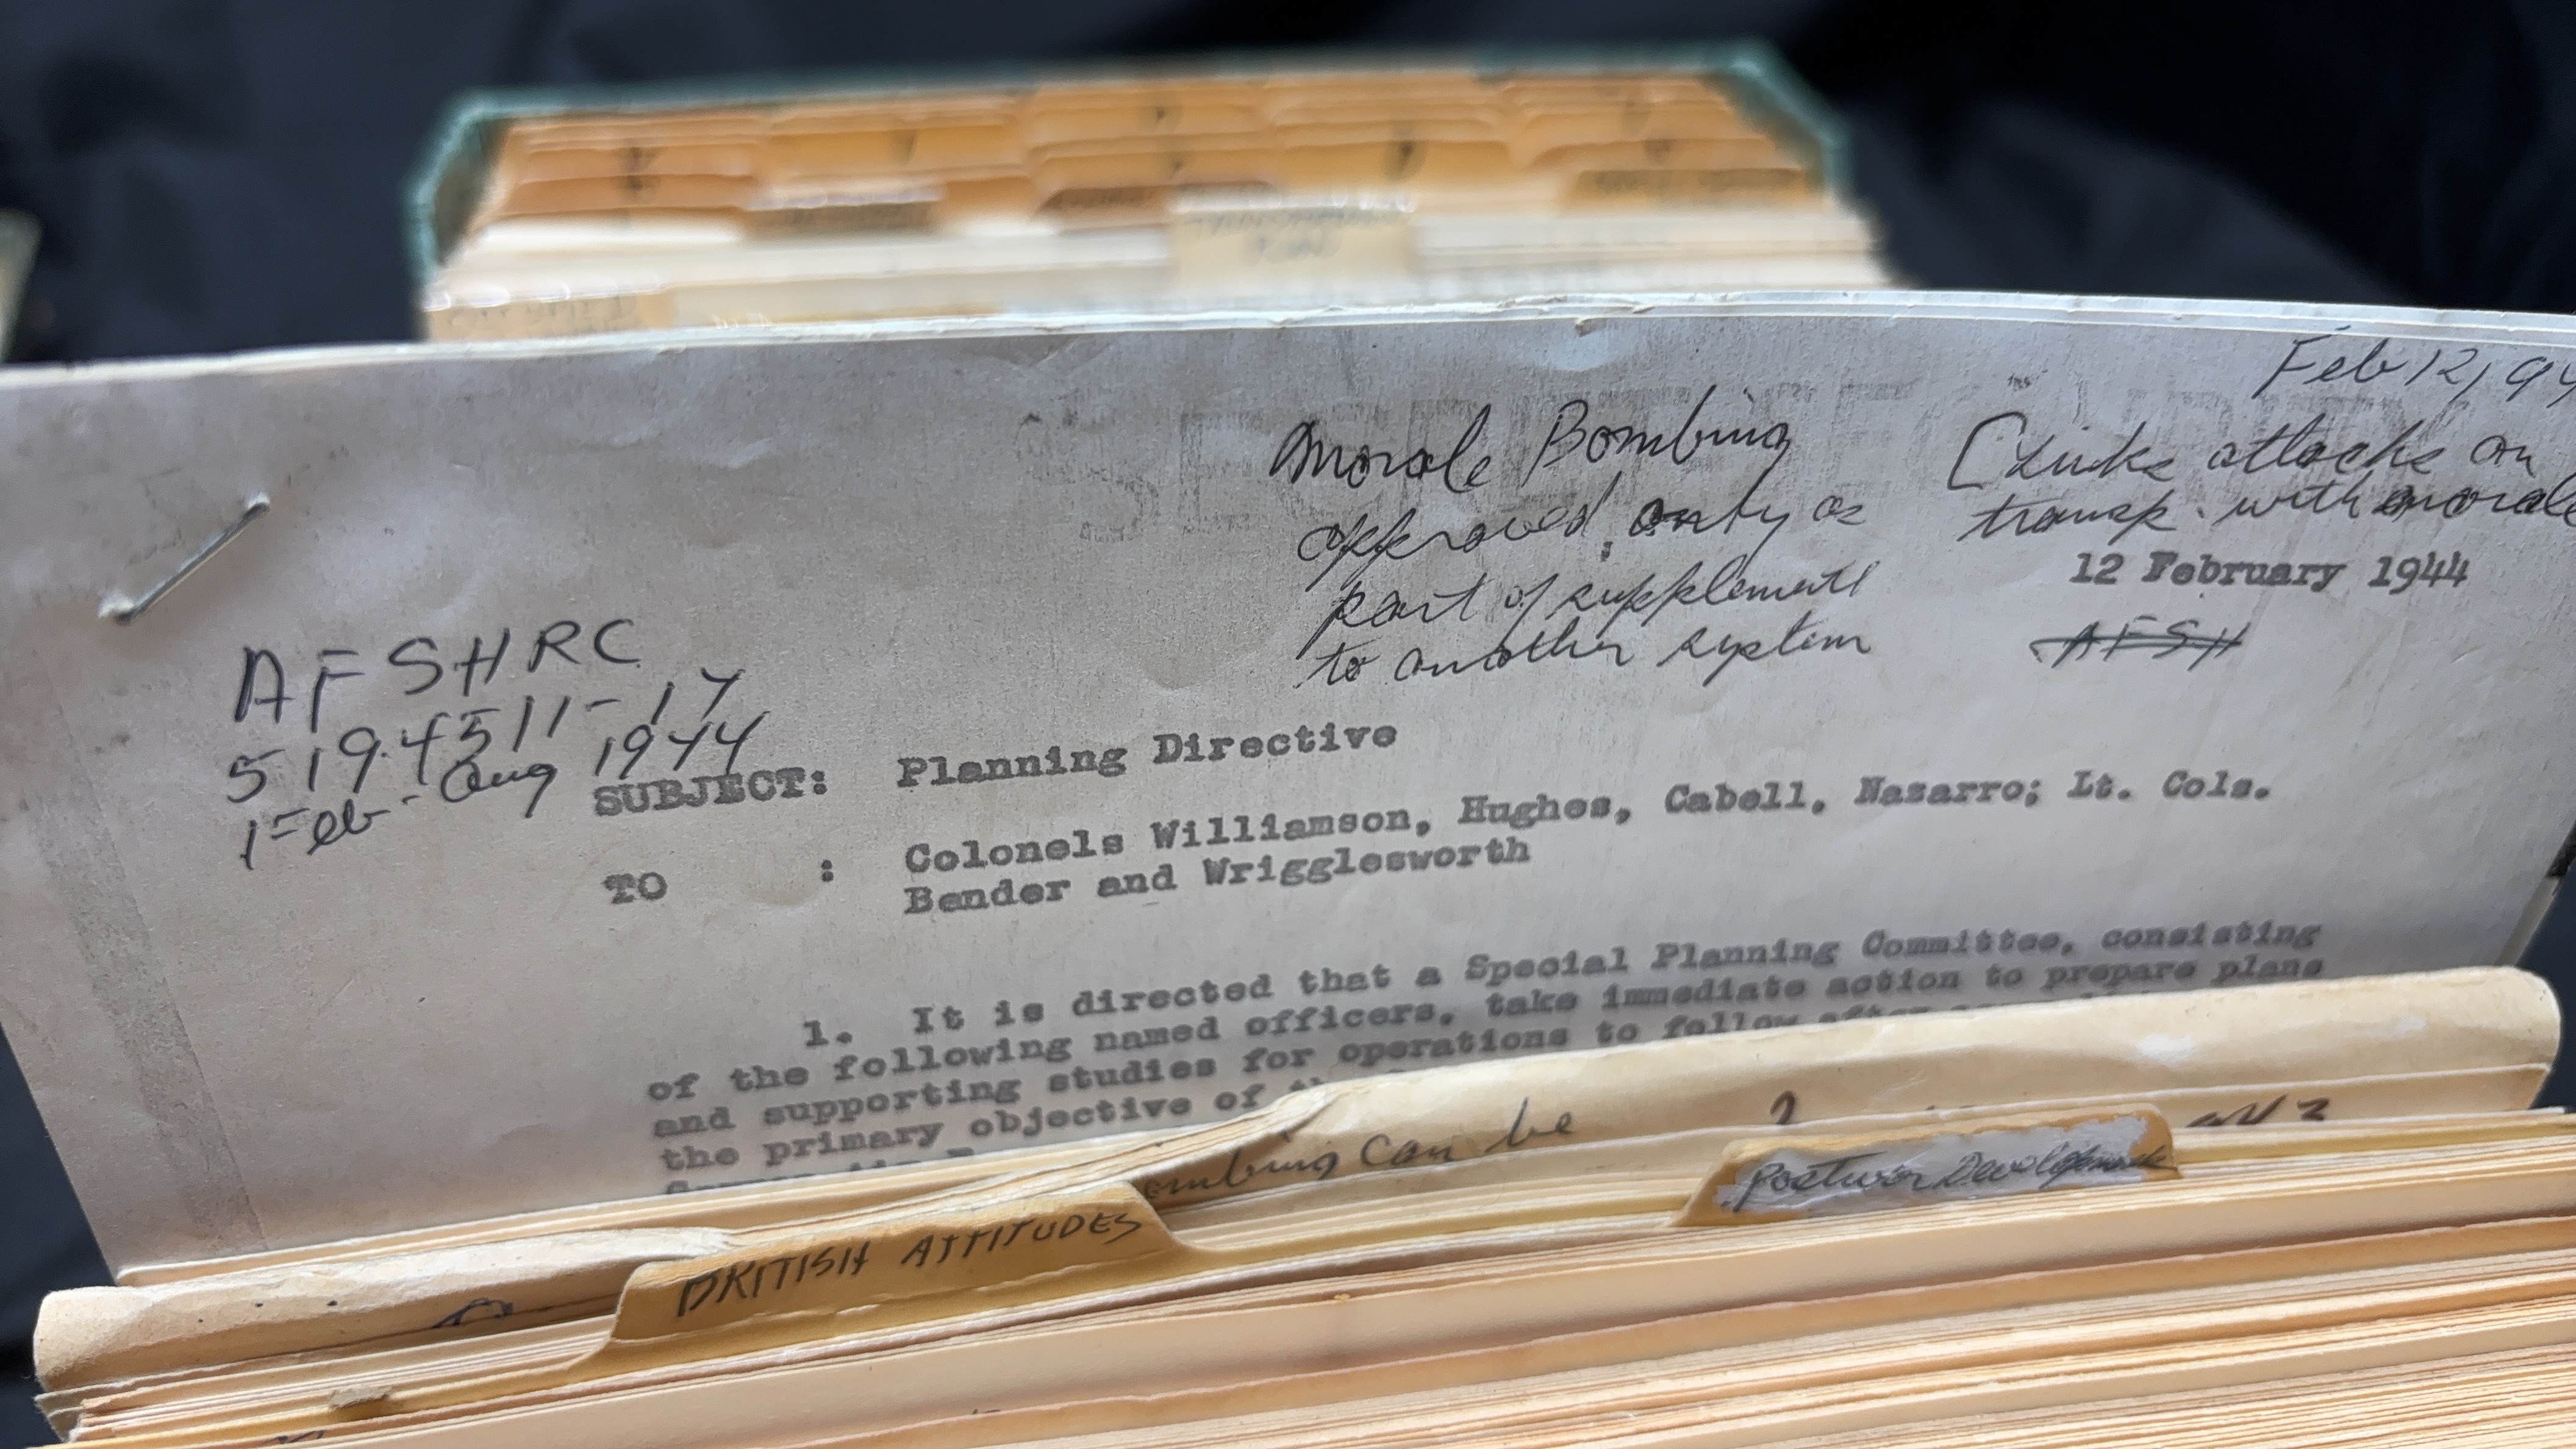 Feb 12, 94
Morale Bombing
approved, only as
part of supplement
to another system
[Links attacks on
transp. with morale
12 February 1944
AFSH
AFSHRC
519.4511-17
Feb - Aug 1944
SUBJECT: Planning Directive
TO : Colonels Williamson, Hughes, Cabell, Nazarro; Lt. Cols.
Bender and Wrigglesworth
1. It is directed that a Special Planning Committee, consisting
of the following named officers, take immediate action to prepare plans
and supporting studies for operations to follow after
the primary objective of
can be
Postwar Developments
BRITISH ATTITUDES